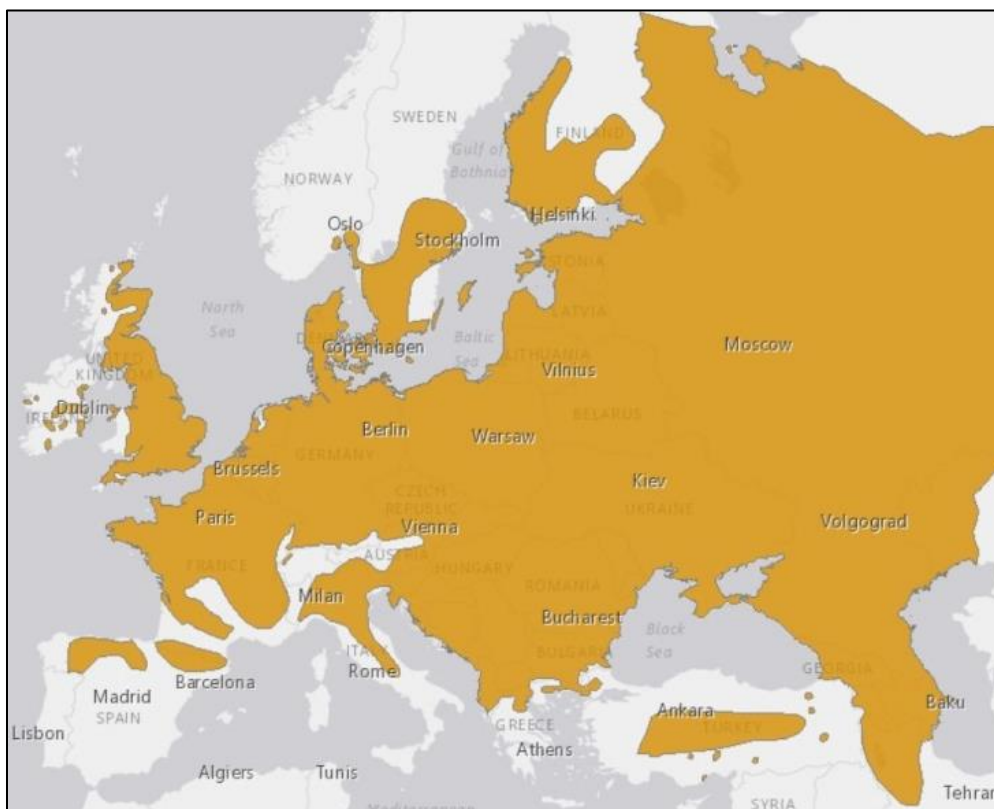 SWEDEN
FINLAND
Gulf of
Bothnia
NORWAY
Helsinki
Oslo
Stockholm
ESTONIA
North
Sea
LATVIA
Baltic
Sea
DENMARK
Copenhagen
Moscow
UNITED
KINGDOM
LITHUANIA
Vilnius
Dublin
IRELAND
BELARUS
Berlin
Warsaw
GERMANY
Brussels
Kiev
CZECH
REPUBLIC
UKRAINE
Paris
Vienna
Volgograd
AUSTRIA
FRANCE
HUNGARY
ROMANIA
Milan
Bucharest
Black
Sea
ITALY
BULGARIA
Rome
GEORGIA
Barcelona
Madrid
SPAIN
Baku
Ankara
TURKEY
GREECE
Lisbon
Athens
Algiers
Tunis
SYRIA
Tehran
Mediterranean